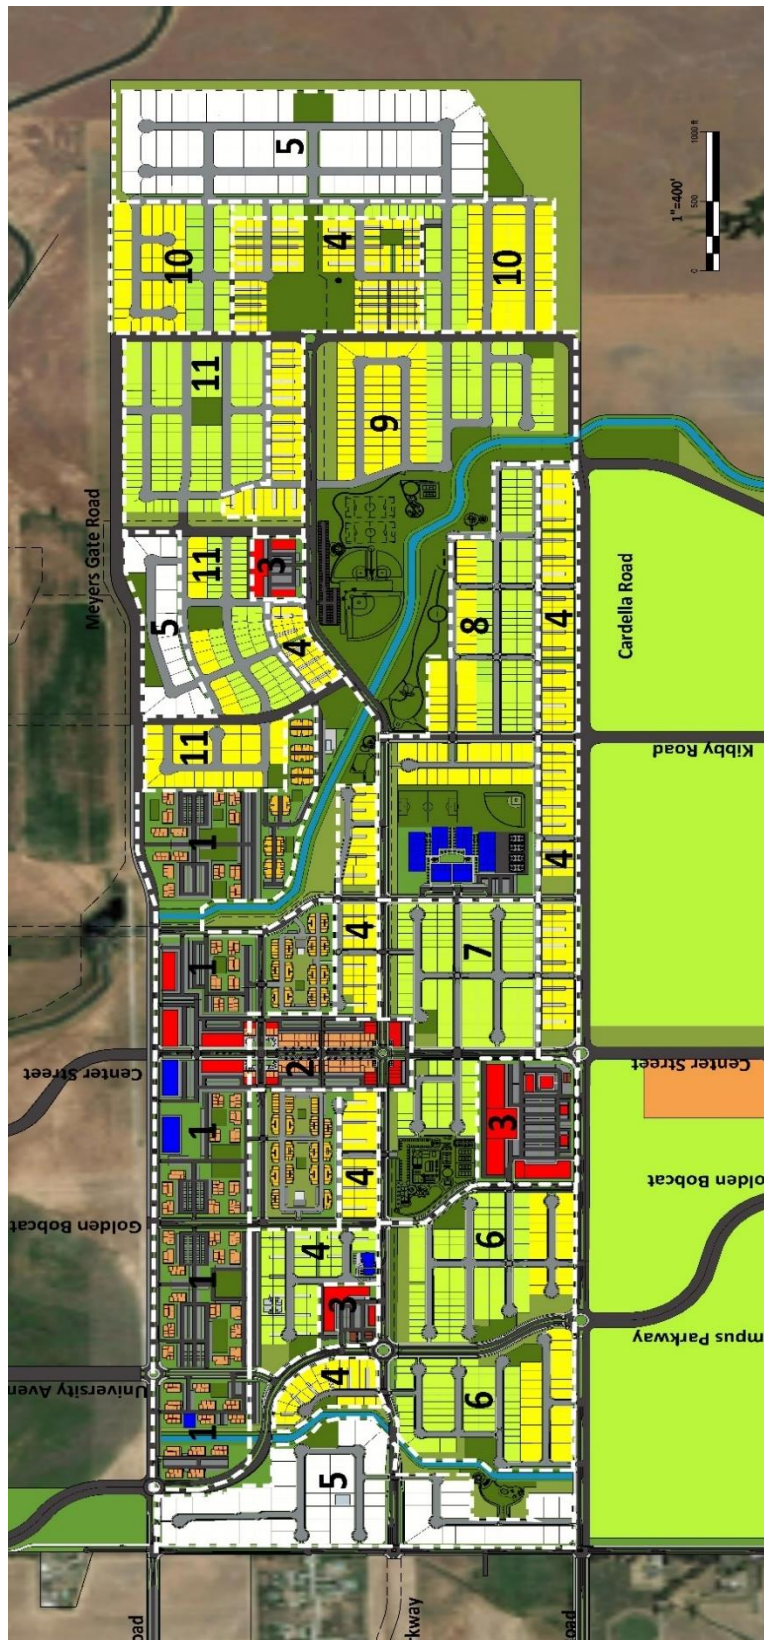 5
1"=400'
0 500 1000 ft
4
10
10
11
9
Meyers Gate Road
11
3
5
4
8
4
Cardella Road
11
Kibby Road
1
4
1
4
7
2
Center Street
Center Street
1
3
4
Golden Bobcat
Golden Bobcat
4
6
1
3
mpus Parkway
University Aven
4
6
1
5
oad
kway
oad